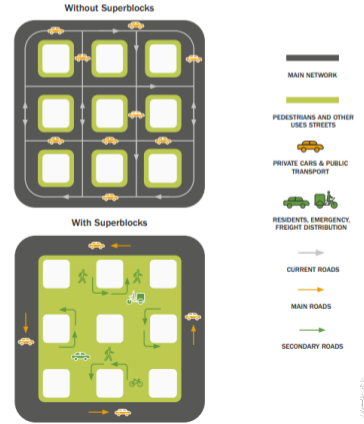 Without Superblocks
MAIN NETWORK
PEDESTRIANS AND OTHER
USES STREETS
PRIVATE CARS & PUBLIC
TRANSPORT
RESIDENTS, EMERGENCY,
FREIGHT DISTRIBUTION
With Superblocks
CURRENT ROADS
MAIN ROADS
SECONDARY ROADS